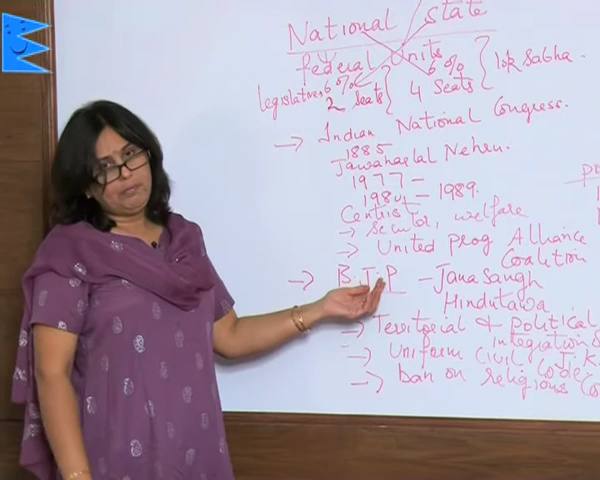 National State
federal Units
legislatives 6% 6% lok Sabha.
2 seats 4 seats
→ Indian National Congress.
1885
Jawaharlal Nehru.
1977 -
1984 - 1989.
Centrist
→ secular, welfare
→ United prog Alliance
Coalition
→ B.J.P - Jana Sangh
Hindutava
→ Territorial & political
integration
→ Uniform Civil Code J.K
→ ban on religious